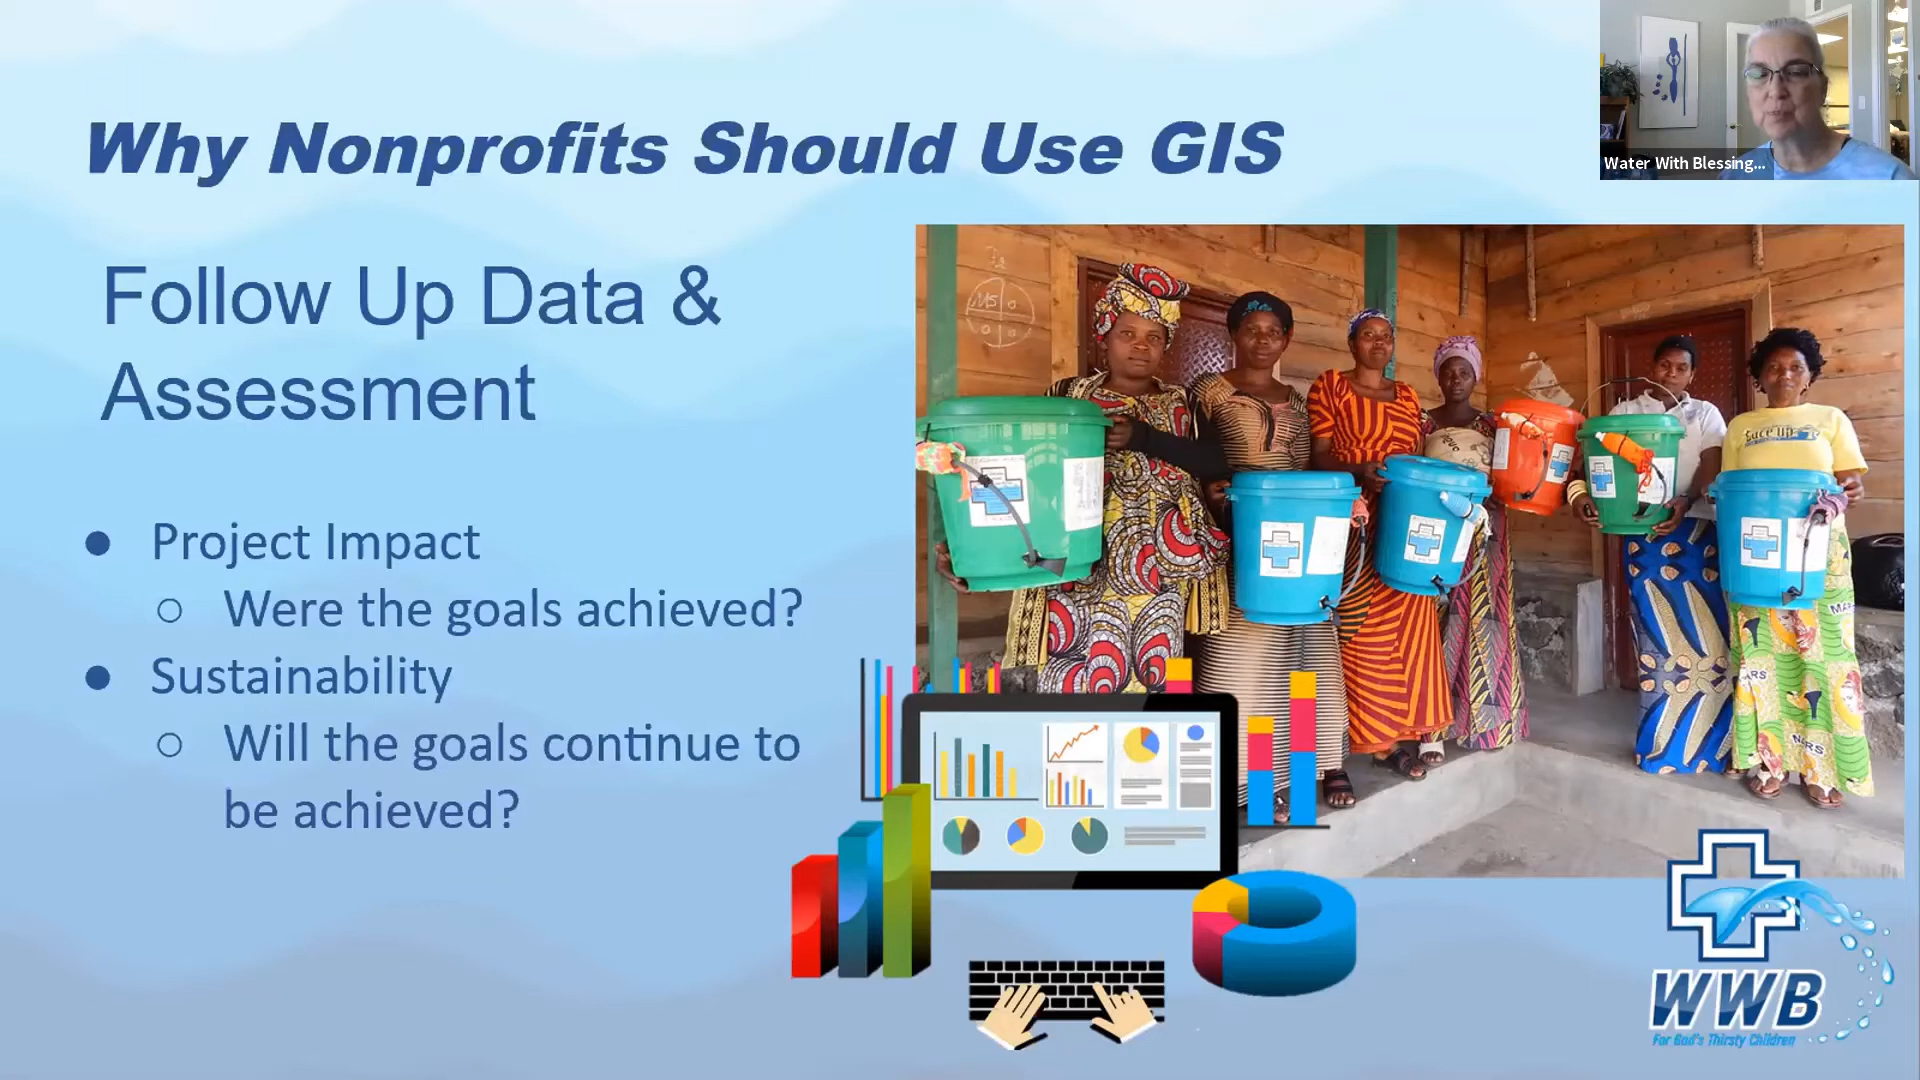 Why Nonprofits Should Use GIS
Water With Blessing...
Follow Up Data &
Assessment
● Project Impact
○ Were the goals achieved?
● Sustainability
○ Will the goals continue to
be achieved?
WWB
For God's Thirsty Children